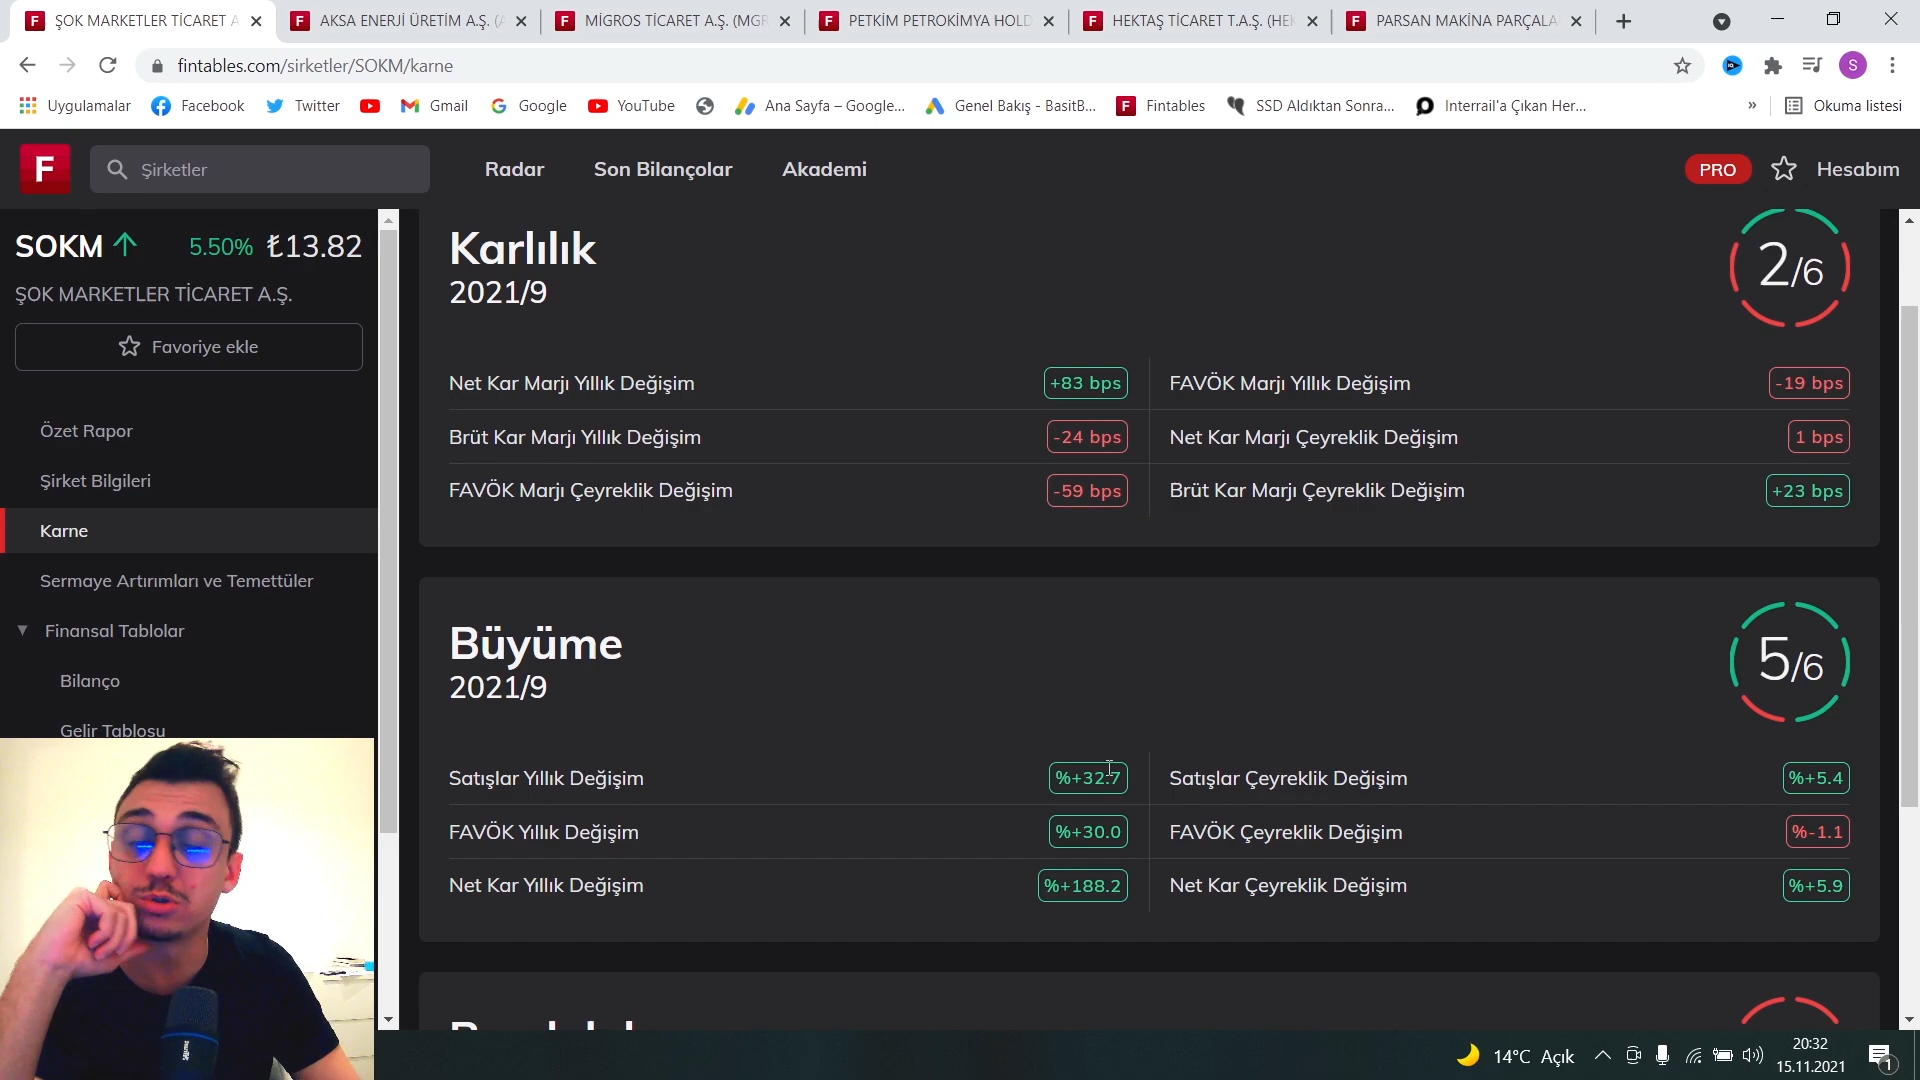 ŞOK MARKETLER TİCARET A
AKSA ENERJİ ÜRETİM A.Ş. (A
MİGROS TİCARET A.Ş. (MGR
PETKİM PETROKİMYA HOLD
HEKTAŞ TİCARET T.A.Ş. (HEK
PARSAN MAKİNA PARÇALA
fintables.com/sirketler/SOKM/karne
S
Uygulamalar
Facebook
Twitter
Gmail
Google
YouTube
Ana Sayfa – Google...
Genel Bakış - BasitB...
Fintables
SSD Aldıktan Sonra...
Interrail'a Çıkan Her...
»
Okuma listesi
F
Şirketler
Radar
Son Bilançolar
Akademi
PRO
Hesabım
SOKM
5.50%
₺13.82
ŞOK MARKETLER TİCARET A.Ş.
Favoriye ekle
Özet Rapor
Şirket Bilgileri
Karne
Sermaye Artırımları ve Temettüler
Finansal Tablolar
Bilanço
Gelir Tablosu
Karlılık
2021/9
2/6
Net Kar Marjı Yıllık Değişim
+83 bps
FAVÖK Marjı Yıllık Değişim
-19 bps
Brüt Kar Marjı Yıllık Değişim
-24 bps
Net Kar Marjı Çeyreklik Değişim
1 bps
FAVÖK Marjı Çeyreklik Değişim
-59 bps
Brüt Kar Marjı Çeyreklik Değişim
+23 bps
Büyüme
2021/9
5/6
Satışlar Yıllık Değişim
%+32.7
Satışlar Çeyreklik Değişim
%+5.4
FAVÖK Yıllık Değişim
%+30.0
FAVÖK Çeyreklik Değişim
%-1.1
Net Kar Yıllık Değişim
%+188.2
Net Kar Çeyreklik Değişim
%+5.9
14°C Açık
20:32
15.11.2021
1